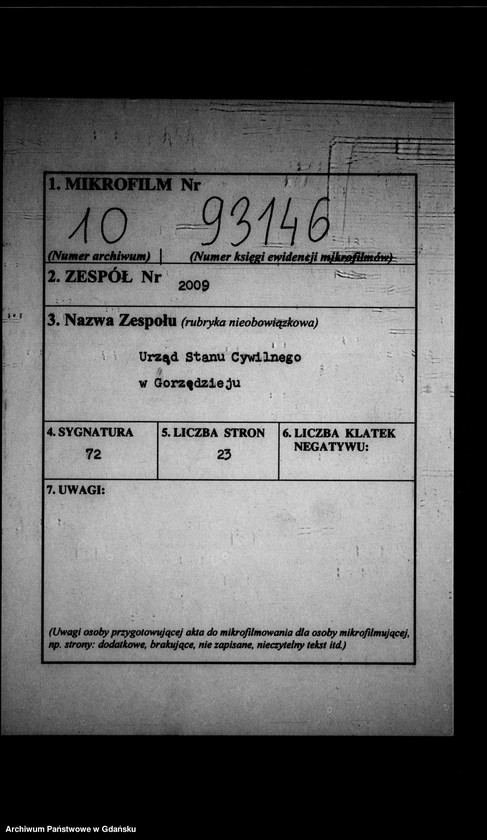 1. MIKROFILM Nr
10 93146
(Numer archiwum) (Numer księgi ewidencji mikrofilmów)
2. ZESPÓŁ Nr 2009
3. Nazwa Zespołu (rubryka nieobowiązkowa)
Urząd Stanu Cywilnego
w Gorzędzieju
4. SYGNATURA 5. LICZBA STRON 6. LICZBA KLATEK
NEGATYWU:
72 23
7. UWAGI:
(Uwagi osoby przygotowującej akta do mikrofilmowania dla osoby mikrofilmującej,
np. strony: dodatkowe, brakujące, nie zapisane, nieczytelny tekst itd.)
Archiwum Państwowe w Gdańsku